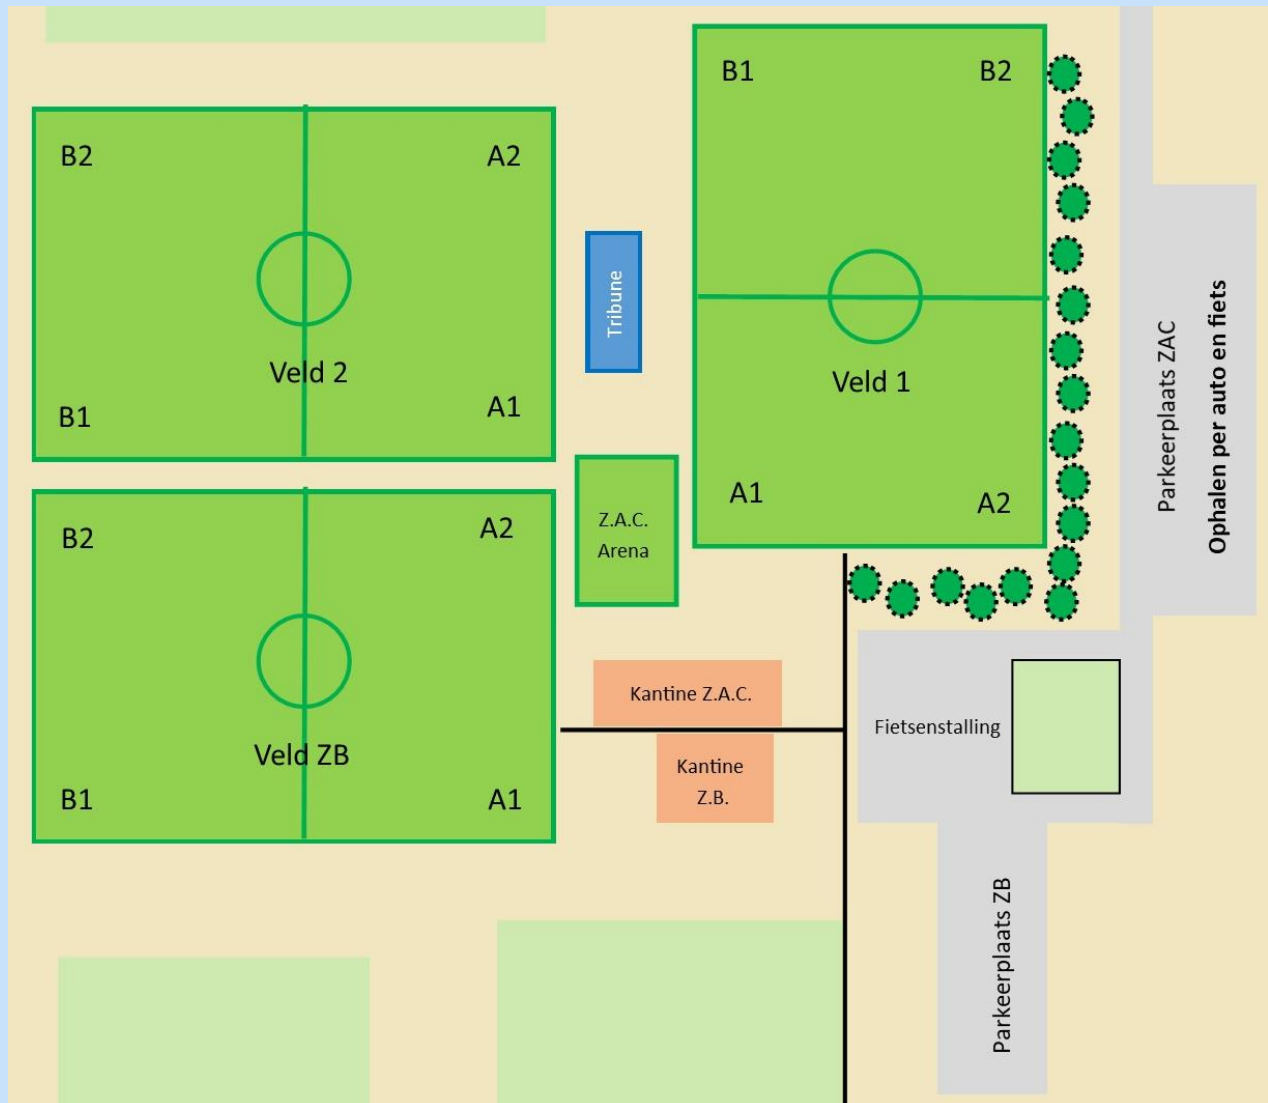 B1
B2
B2
A2
Tribune
Veld 2
Veld 1
B1
A1
A1
A2
Z.A.C.
Arena
B2
A2
Parkeerplaats ZAC
Ophalen per auto en fiets
Kantine Z.A.C.
Fietsenstalling
Veld ZB
Kantine
Z.B.
B1
A1
Parkeerplaats ZB